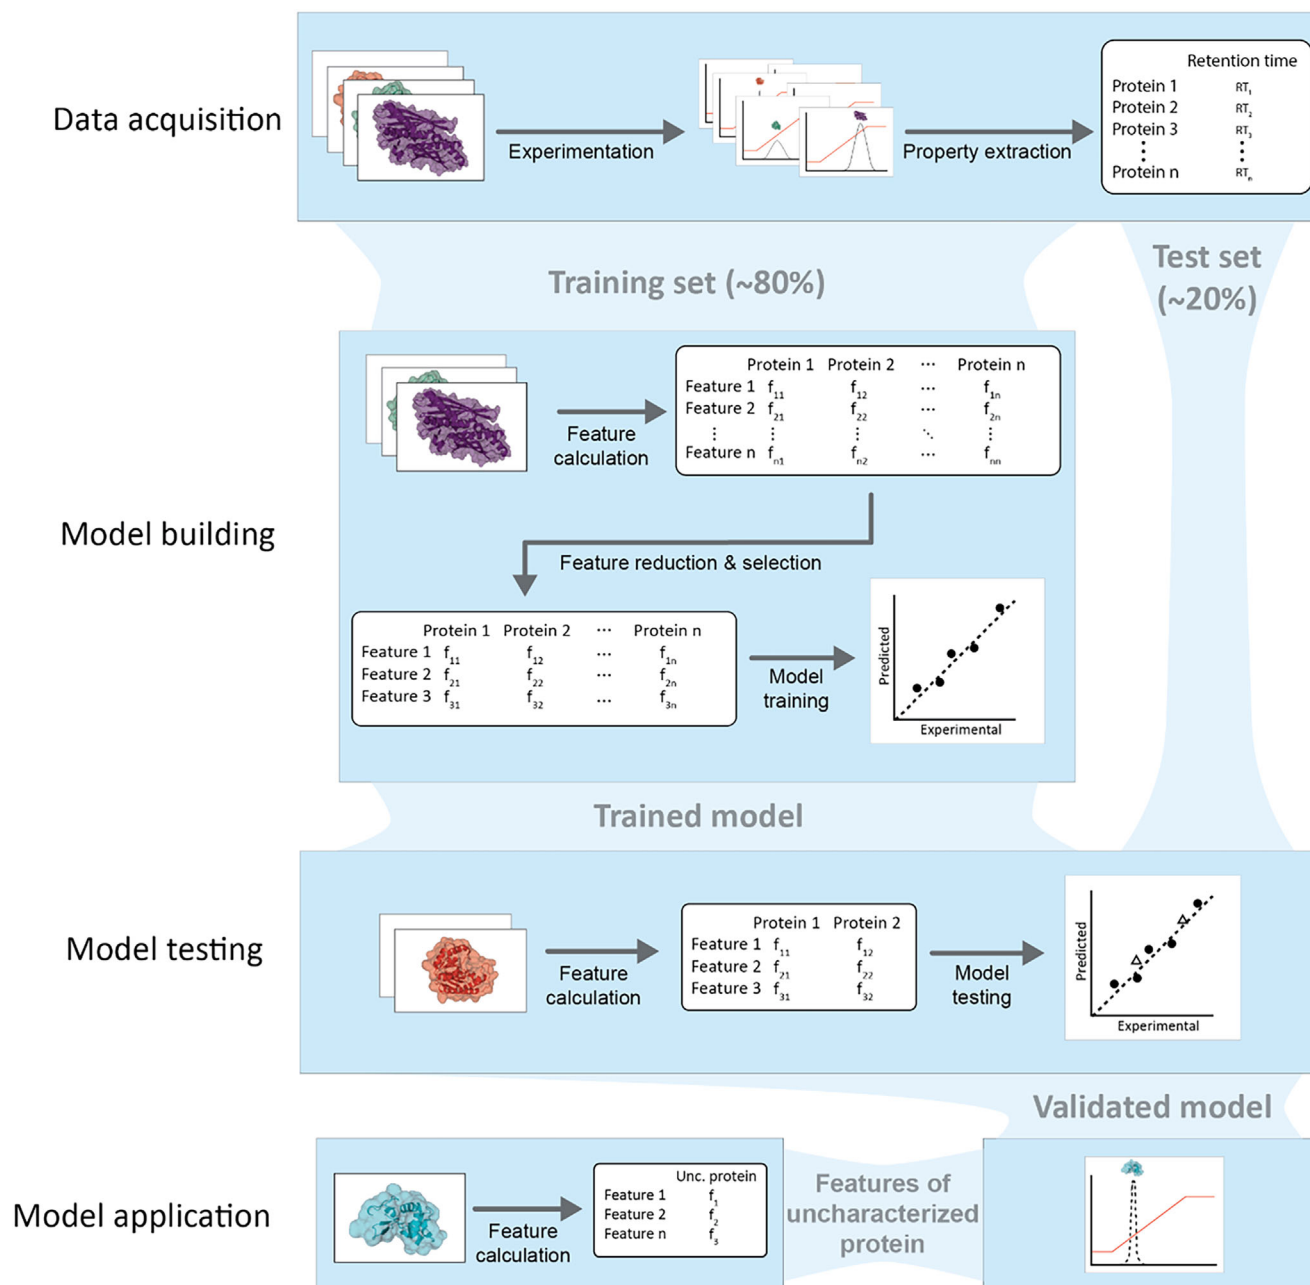 Data acquisition
Experimentation
Property extraction
Retention time
Protein 1 RT1
Protein 2 RT2
Protein 3 RT3
⋮ ⋮
Protein n RTn
Training set (~80%)
Test set
(~20%)
Model building
Feature
calculation
Protein 1 Protein 2 ⋯ Protein n
Feature 1 f11 f12 ⋯ f1n
Feature 2 f21 f22 ⋯ f2n
⋮ ⋮ ⋮ ⋱ ⋮
Feature n fn1 fn2 ⋯ fnn
Feature reduction & selection
Protein 1 Protein 2 ⋯ Protein n
Feature 1 f11 f12 ⋯ f1n
Feature 2 f21 f22 ⋯ f2n
Feature 3 f31 f32 ⋯ f3n
Model
training
Predicted
Experimental
Trained model
Model testing
Feature
calculation
Protein 1 Protein 2
Feature 1 f11 f12
Feature 2 f21 f22
Feature 3 f31 f32
Model
testing
Predicted
Experimental
Validated model
Model application
Feature
calculation
Unc. protein
Feature 1 f1
Feature 2 f2
Feature n f3
Features of
uncharacterized
protein